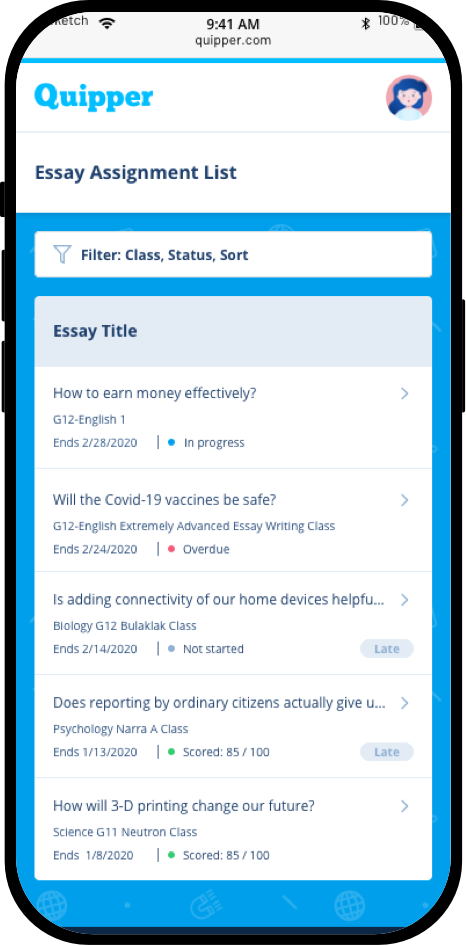 9:41 AM
100%
quipper.com
Quipper
Essay Assignment List
Filter: Class, Status, Sort
Essay Title
How to earn money effectively?
G12-English 1
Ends 2/28/2020 | In progress
Will the Covid-19 vaccines be safe?
G12-English Extremely Advanced Essay Writing Class
Ends 2/24/2020 | Overdue
Is adding connectivity of our home devices helpfu...
Biology G12 Bulaklak Class
Ends 2/14/2020 | Not started Late
Does reporting by ordinary citizens actually give u...
Psychology Narra A Class
Ends 1/13/2020 | Scored: 85 / 100 Late
How will 3-D printing change our future?
Science G11 Neutron Class
Ends 1/8/2020 | Scored: 85 / 100